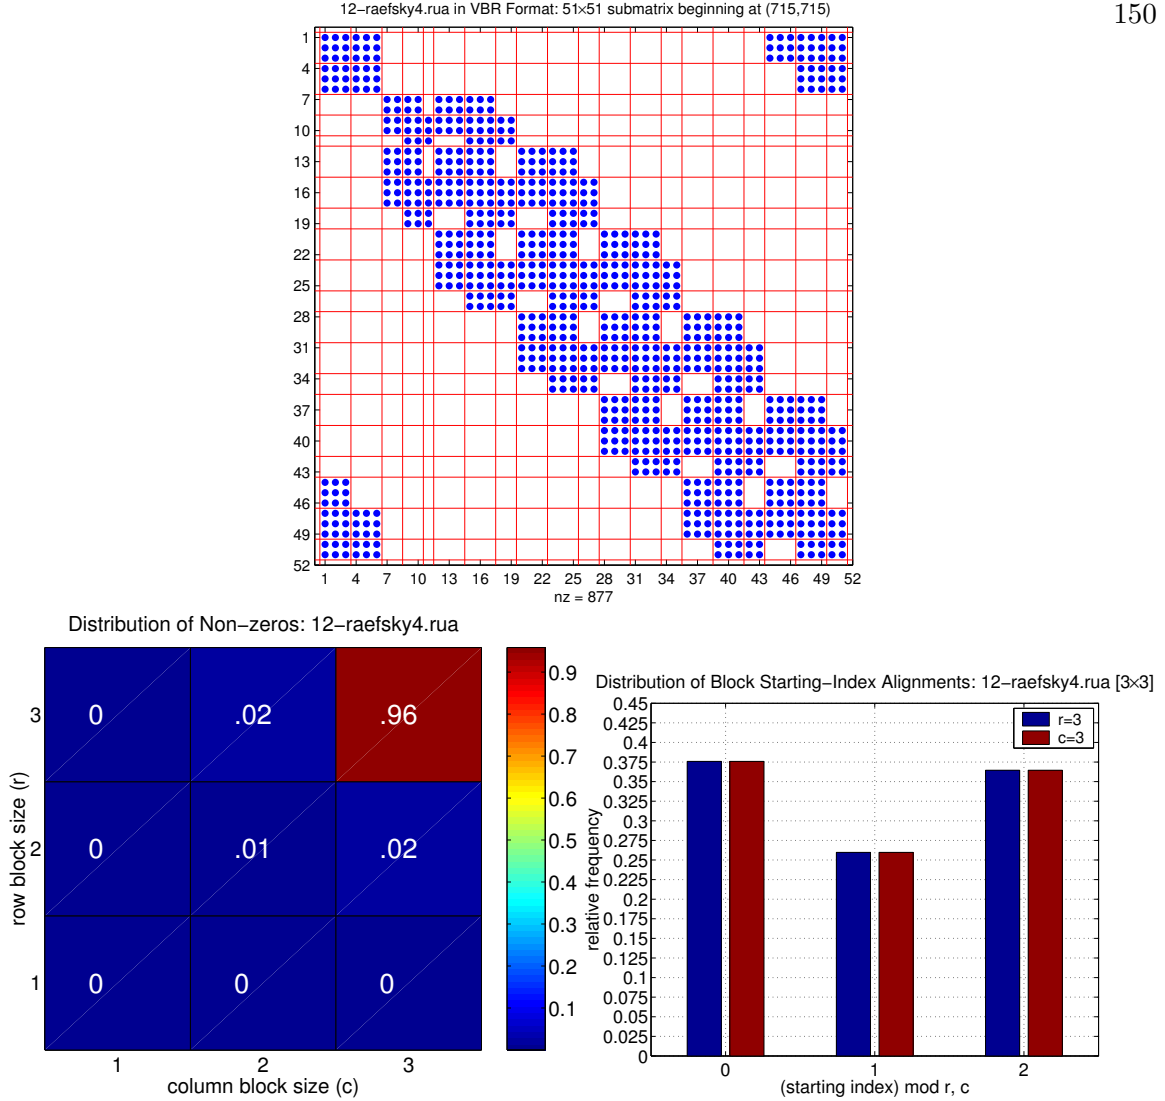 150
12−raefsky4.rua in VBR Format: 51×51 submatrix beginning at (715,715)
1
4
7
10
13
16
19
22
25
28
31
34
37
40
43
46
49
52
1 4 7 10 13 16 19 22 25 28 31 34 37 40 43 46 49 52
nz = 877
Distribution of Non−zeros: 12−raefsky4.rua
row block size (r)
3 0 .02 .96
2 0 .01 .02
1 0 0 0
1 2 3
column block size (c)
0.9
0.8
0.7
0.6
0.5
0.4
0.3
0.2
0.1
Distribution of Block Starting−Index Alignments: 12−raefsky4.rua [3×3]
relative frequency
0.45
0.425
0.4
0.375
0.35
0.325
0.3
0.275
0.25
0.225
0.2
0.175
0.15
0.125
0.1
0.075
0.05
0.025
0
r=3
c=3
0 1 2
(starting index) mod r, c